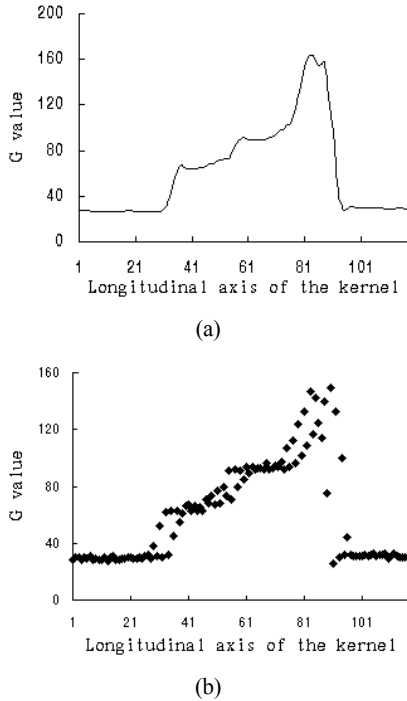 200
160
120
80
40
0
G value
1 21 41 61 81 101
Longitudinal axis of the kernel
(a)
160
120
80
40
0
G value
1 21 41 61 81 101
Longitudinal axis of the kernel
(b)